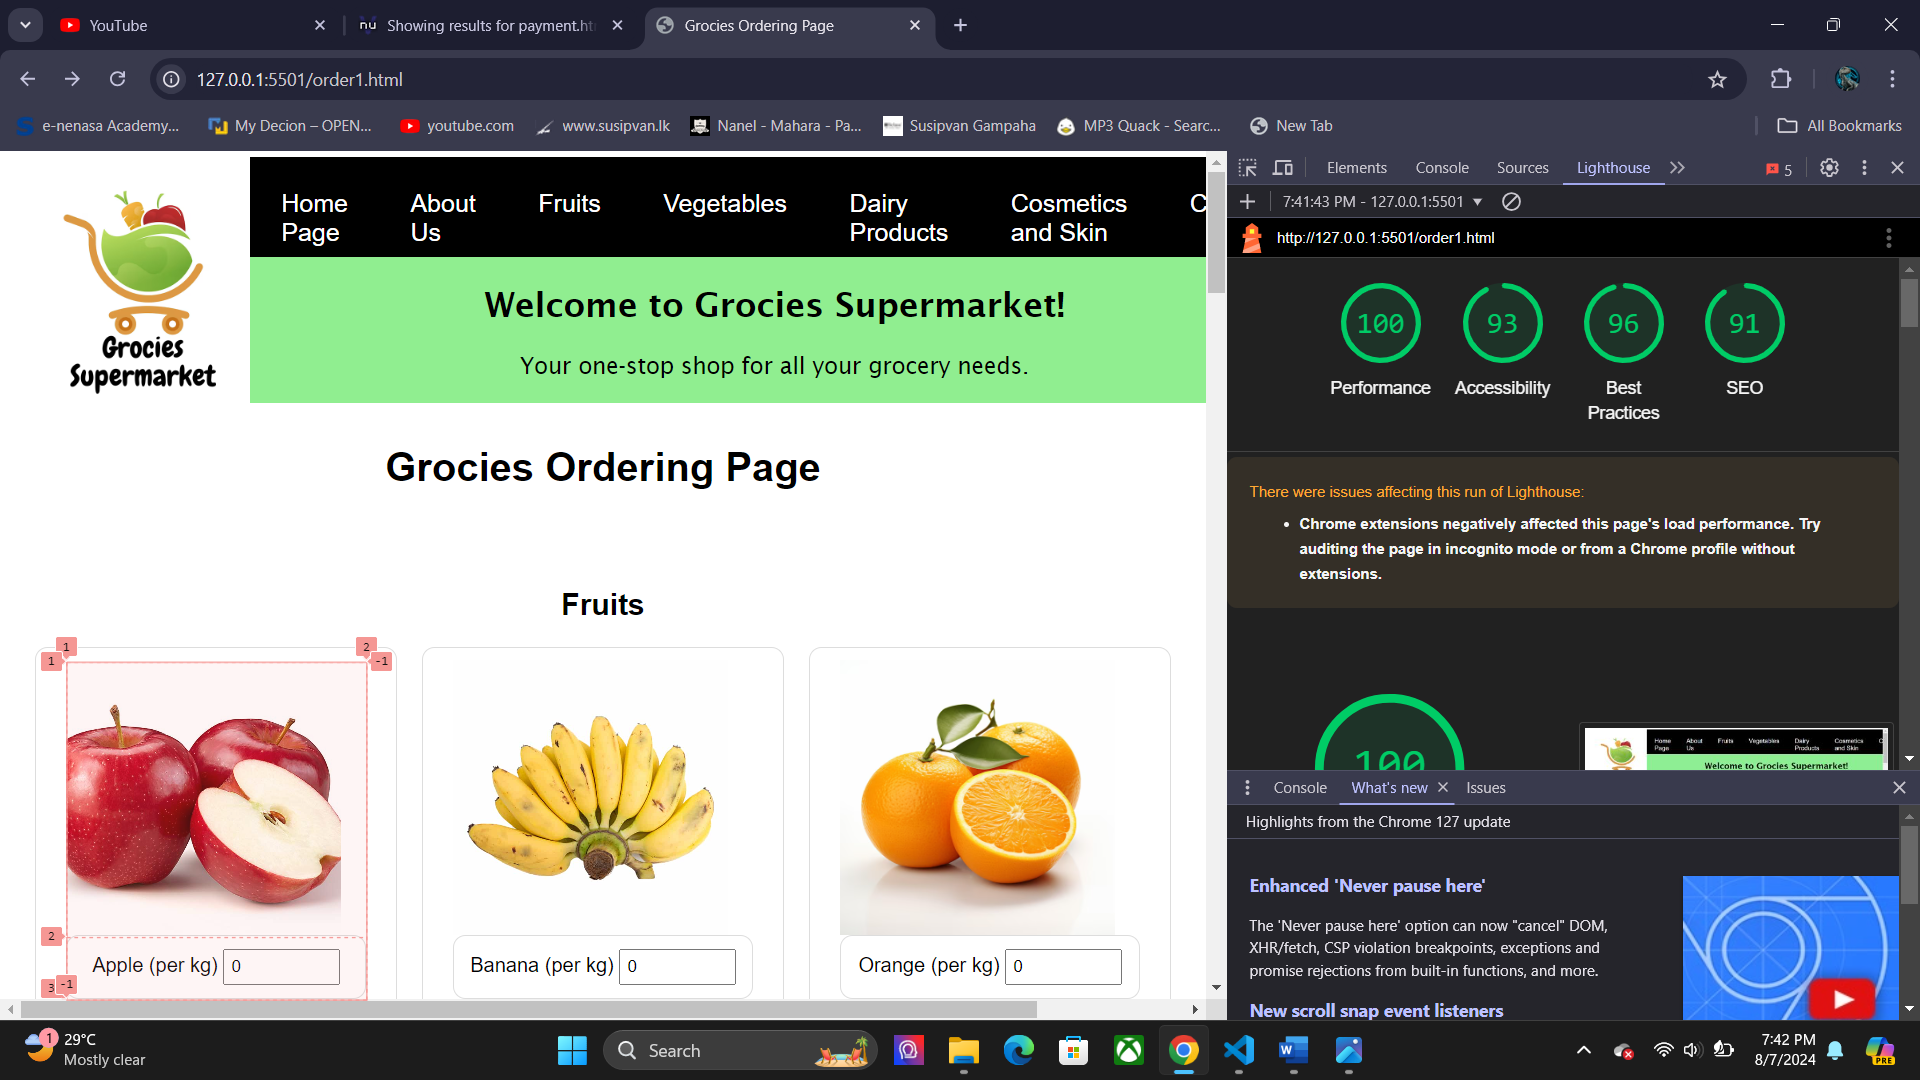 YouTube
Showing results for payment.ht
Grocies Ordering Page
127.0.0.1:5501/order1.html
e-nenasa Academy...
My Decion – OPEN...
youtube.com
www.susipvan.lk
Nanel - Mahara - Pa...
Susipvan Gampaha
MP3 Quack - Searc...
New Tab
All Bookmarks
Grocies
Supermarket
Home
Page
About
Us
Fruits
Vegetables
Dairy
Products
Cosmetics
and Skin
C
Welcome to Grocies Supermarket!
Your one-stop shop for all your grocery needs.
Grocies Ordering Page
Fruits
1
1
2
-1
2
3
-1
Apple (per kg) 0
Banana (per kg) 0
Orange (per kg) 0
Elements
Console
Sources
Lighthouse
5
7:41:43 PM - 127.0.0.1:5501
http://127.0.0.1:5501/order1.html
100
Performance
93
Accessibility
96
Best
Practices
91
SEO
There were issues affecting this run of Lighthouse:
• Chrome extensions negatively affected this page's load performance. Try
auditing the page in incognito mode or from a Chrome profile without
extensions.
100
Home
Page
About
Us
Fruits
Vegetables
Dairy
Products
Cosmetics
and Skin
C
Welcome to Grocies Supermarket!
Console
What's new
Issues
Highlights from the Chrome 127 update
Enhanced 'Never pause here'
The 'Never pause here' option can now "cancel" DOM,
XHR/fetch, CSP violation breakpoints, exceptions and
promise rejections from built-in functions, and more.
New scroll snap event listeners
1
29°C
Mostly clear
Search
7:42 PM
8/7/2024
PRE